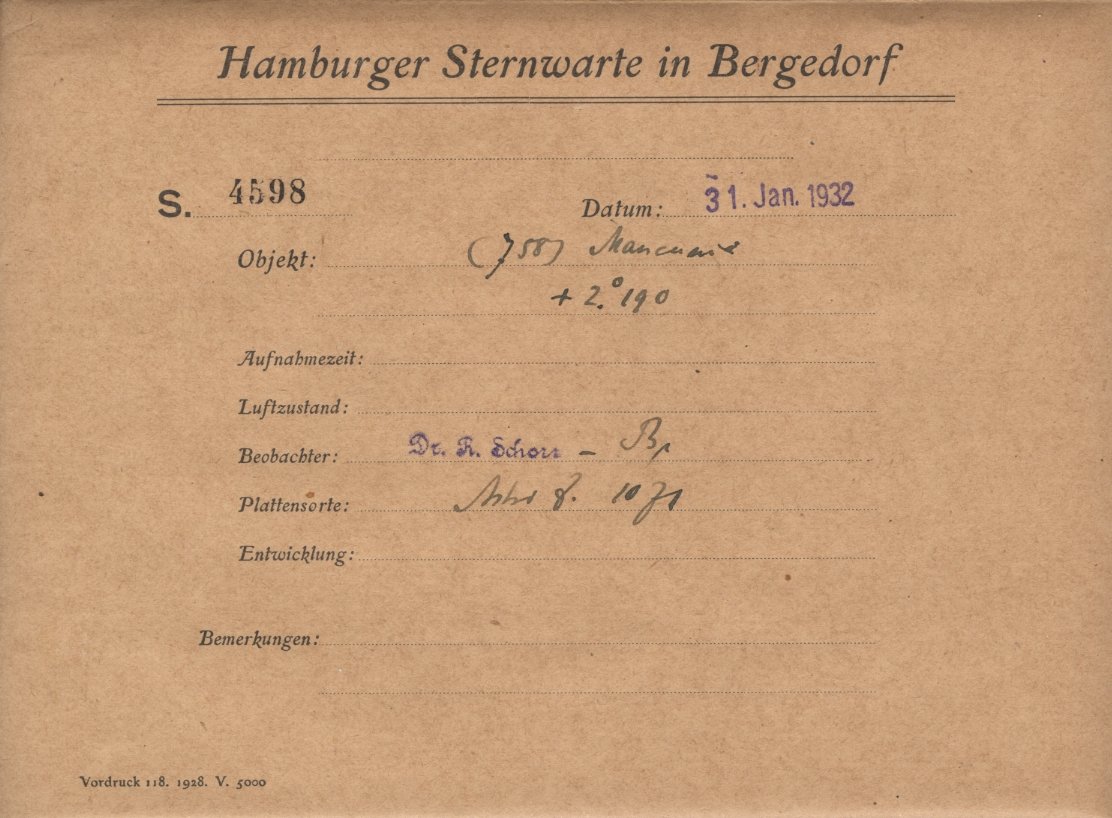 Hamburger Sternwarte in Bergedorf
S. 4598
Datum: 31. Jan. 1932
Objekt: (758) Mancunia
+ 2.°190
Aufnahmezeit:
Luftzustand:
Beobachter: Dr. R. Schorr –
Plattensorte: 1071
Entwicklung:
Bemerkungen:
Vordruck 118. 1928. V. 5000